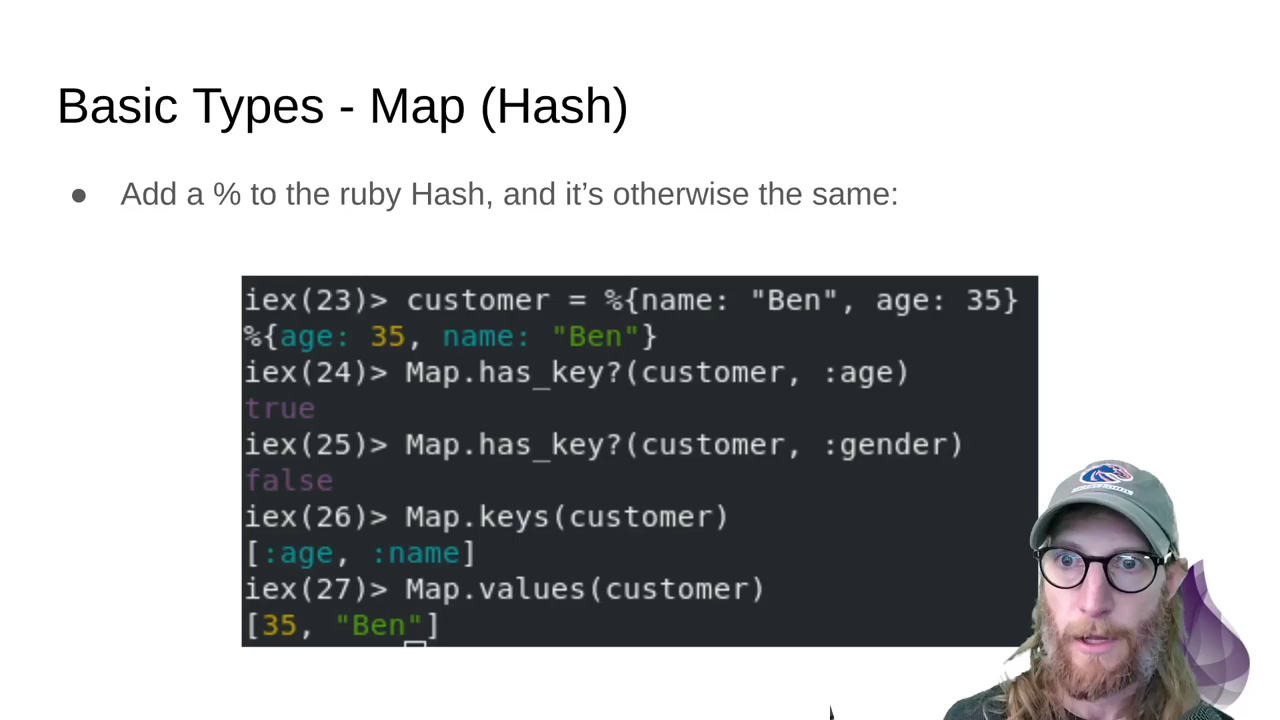 Basic Types - Map (Hash)
● Add a % to the ruby Hash, and it’s otherwise the same:
iex(23)> customer = %{name: "Ben", age: 35}
%{age: 35, name: "Ben"}
iex(24)> Map.has_key?(customer, :age)
true
iex(25)> Map.has_key?(customer, :gender)
false
iex(26)> Map.keys(customer)
[:age, :name]
iex(27)> Map.values(customer)
[35, "Ben"]